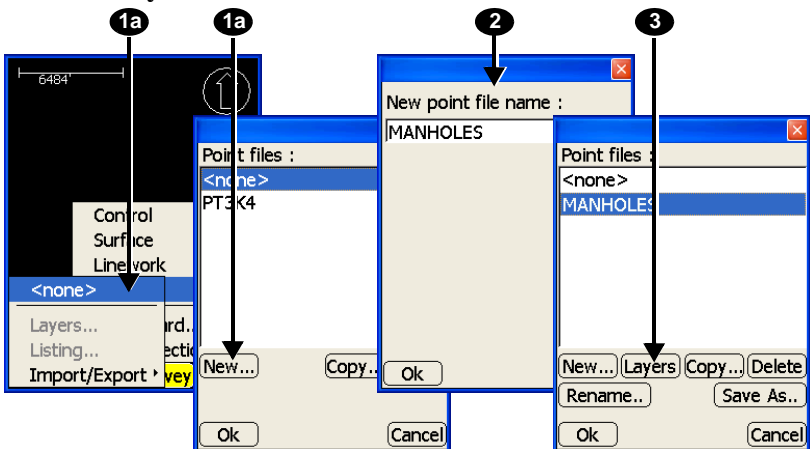 1a
1a
2
3
6484'
Control
Surface
Linework
<none>
Layers...
Listing...
Import/Export
Point files :
<none>
PT3K4
New...
Copy..
Ok
Cancel
New point file name :
MANHOLES
Ok
Point files :
<none>
MANHOLES
New... Layers Copy... Delete
Rename.. Save As..
Ok Cancel